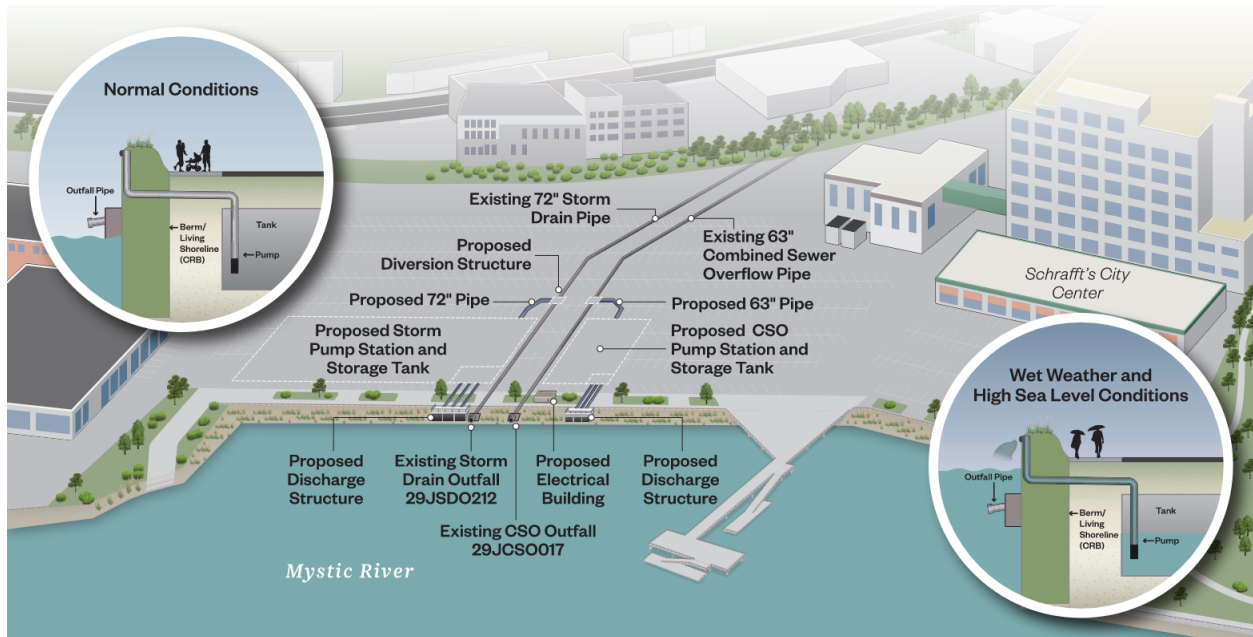 Normal Conditions
Outfall Pipe
Berm/
Living
Shoreline
(CRB)
Tank
Pump
Existing 72" Storm
Drain Pipe
Existing 63"
Combined Sewer
Overflow Pipe
Proposed
Diversion Structure
Proposed 72" Pipe
Proposed 63" Pipe
Proposed Storm
Pump Station and
Storage Tank
Proposed CSO
Pump Station and
Storage Tank
Schrafft's City
Center
Wet Weather and
High Sea Level Conditions
Outfall Pipe
Berm/
Living
Shoreline
(CRB)
Tank
Pump
Proposed
Discharge
Structure
Existing Storm
Drain Outfall
29JSDO212
Proposed
Electrical
Building
Proposed
Discharge
Structure
Existing CSO Outfall
29JCSO017
Mystic River